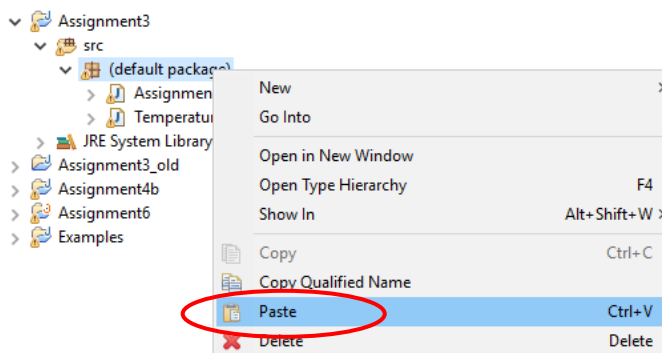 Assignment3
src
(default package)
Assignmen
Temperatu
JRE System Library
Assignment3_old
Assignment4b
Assignment6
Examples
New
Go Into
Open in New Window
Open Type Hierarchy F4
Show In Alt+Shift+W
Copy Ctrl+C
Copy Qualified Name
Paste Ctrl+V
Delete Delete